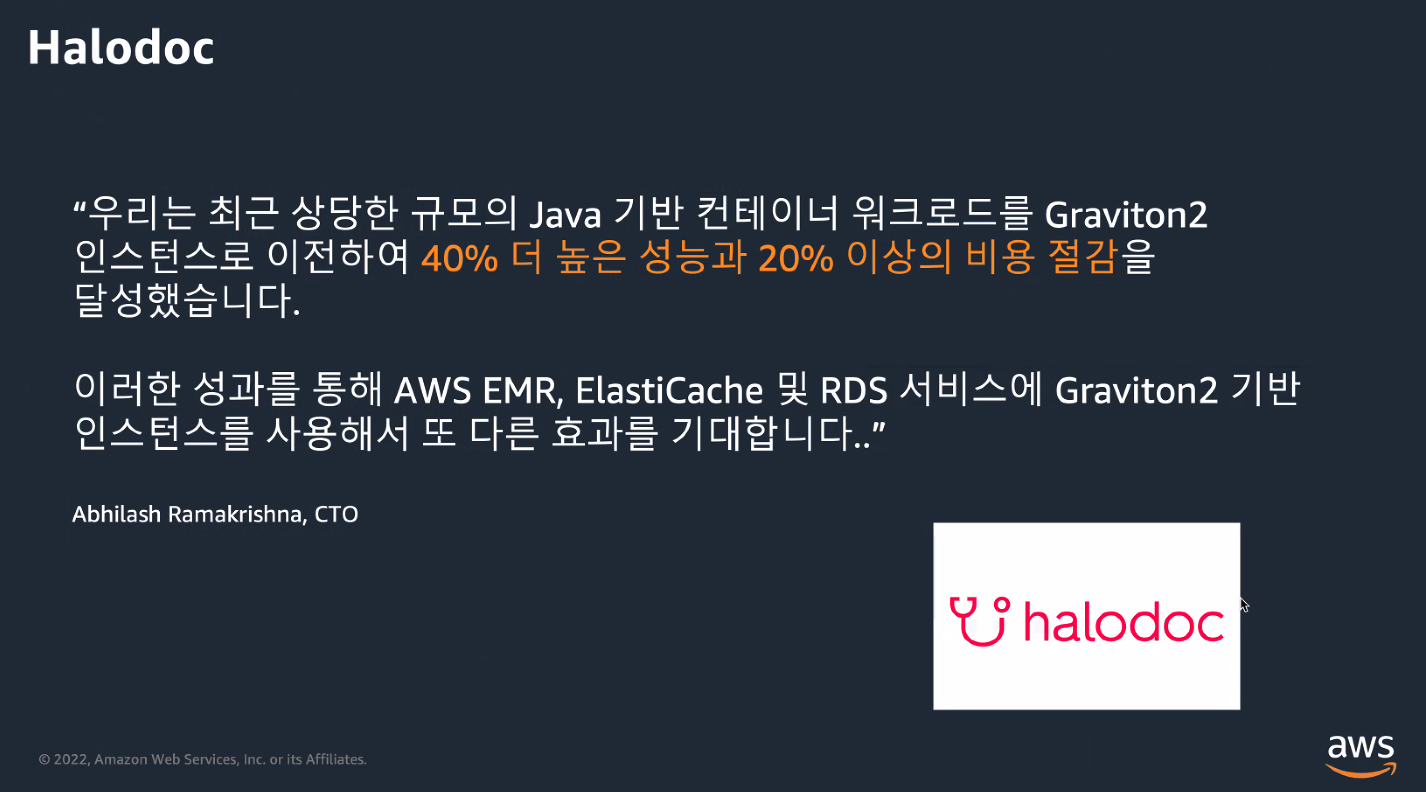 Halodoc
“우리는 최근 상당한 규모의 Java 기반 컨테이너 워크로드를 Graviton2
인스턴스로 이전하여 40% 더 높은 성능과 20% 이상의 비용 절감을
달성했습니다.
이러한 성과를 통해 AWS EMR, ElastiCache 및 RDS 서비스에 Graviton2 기반
인스턴스를 사용해서 또 다른 효과를 기대합니다..”
Abhilash Ramakrishna, CTO
halodoc
© 2022, Amazon Web Services, Inc. or its Affiliates.
aws